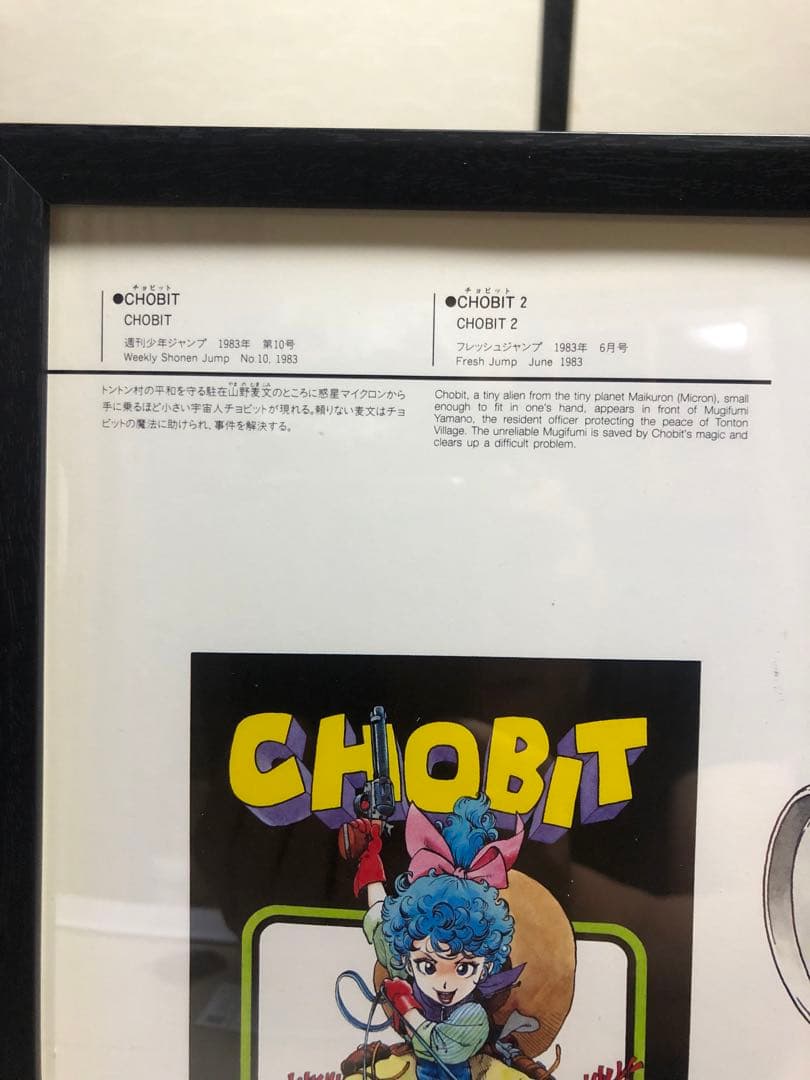 チョビット
●CHOBIT
CHOBIT
週刊少年ジャンプ 1983年 第10号
Weekly Shonen Jump No.10, 1983
チョビット
●CHOBIT 2
CHOBIT 2
フレッシュジャンプ 1983年 6月号
Fresh Jump June 1983
やまのむぎふみ
トントン村の平和を守る駐在山野麦文のところに惑星マイクロンから
手に乗るほど小さい宇宙人チョビットが現れる。頼りない麦文はチョ
ビットの魔法に助けられ、事件を解決する。
Chobit, a tiny alien from the tiny planet Maikuron (Micron), small
enough to fit in one's hand, appears in front of Mugifumi
Yamano, the resident officer protecting the peace of Tonton
Village. The unreliable Mugifumi is saved by Chobit's magic and
clears up a difficult problem.
CHOBIT